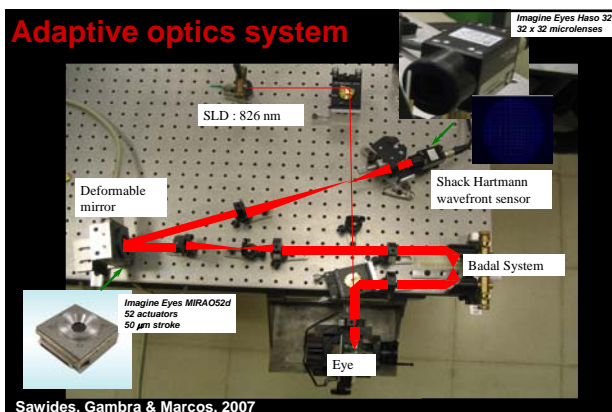 Adaptive optics system
Imagine Eyes Haso 32
32 x 32 microlenses
SLD : 826 nm
Deformable
mirror
Shack Hartmann
wavefront sensor
Badal System
Imagine Eyes MIRAO52d
52 actuators
50 μm stroke
Eye
Sawides, Gambra & Marcos, 2007